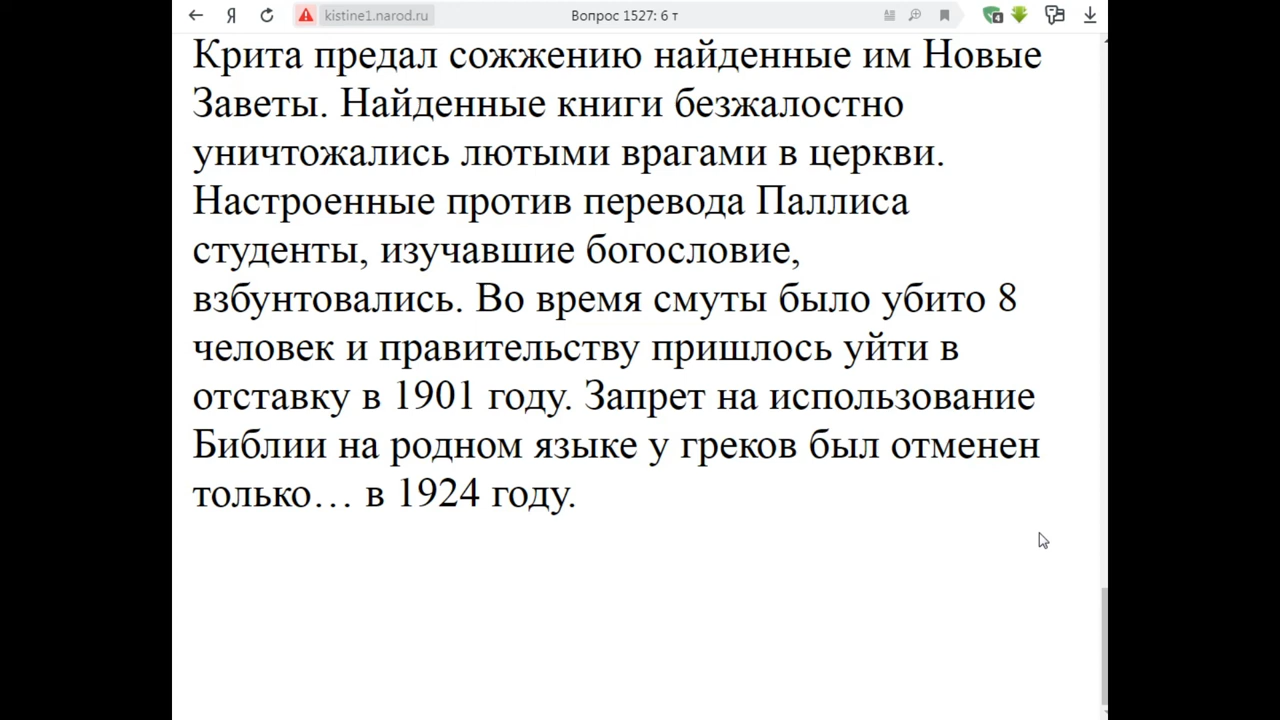 Я kistine1.narod.ru Вопрос 1527: 6 т 4
Крита предал сожжению найденные им Новые
Заветы. Найденные книги безжалостно
уничтожались лютыми врагами в церкви.
Настроенные против перевода Паллиса
студенты, изучавшие богословие,
взбунтовались. Во время смуты было убито 8
человек и правительству пришлось уйти в
отставку в 1901 году. Запрет на использование
Библии на родном языке у греков был отменен
только… в 1924 году.